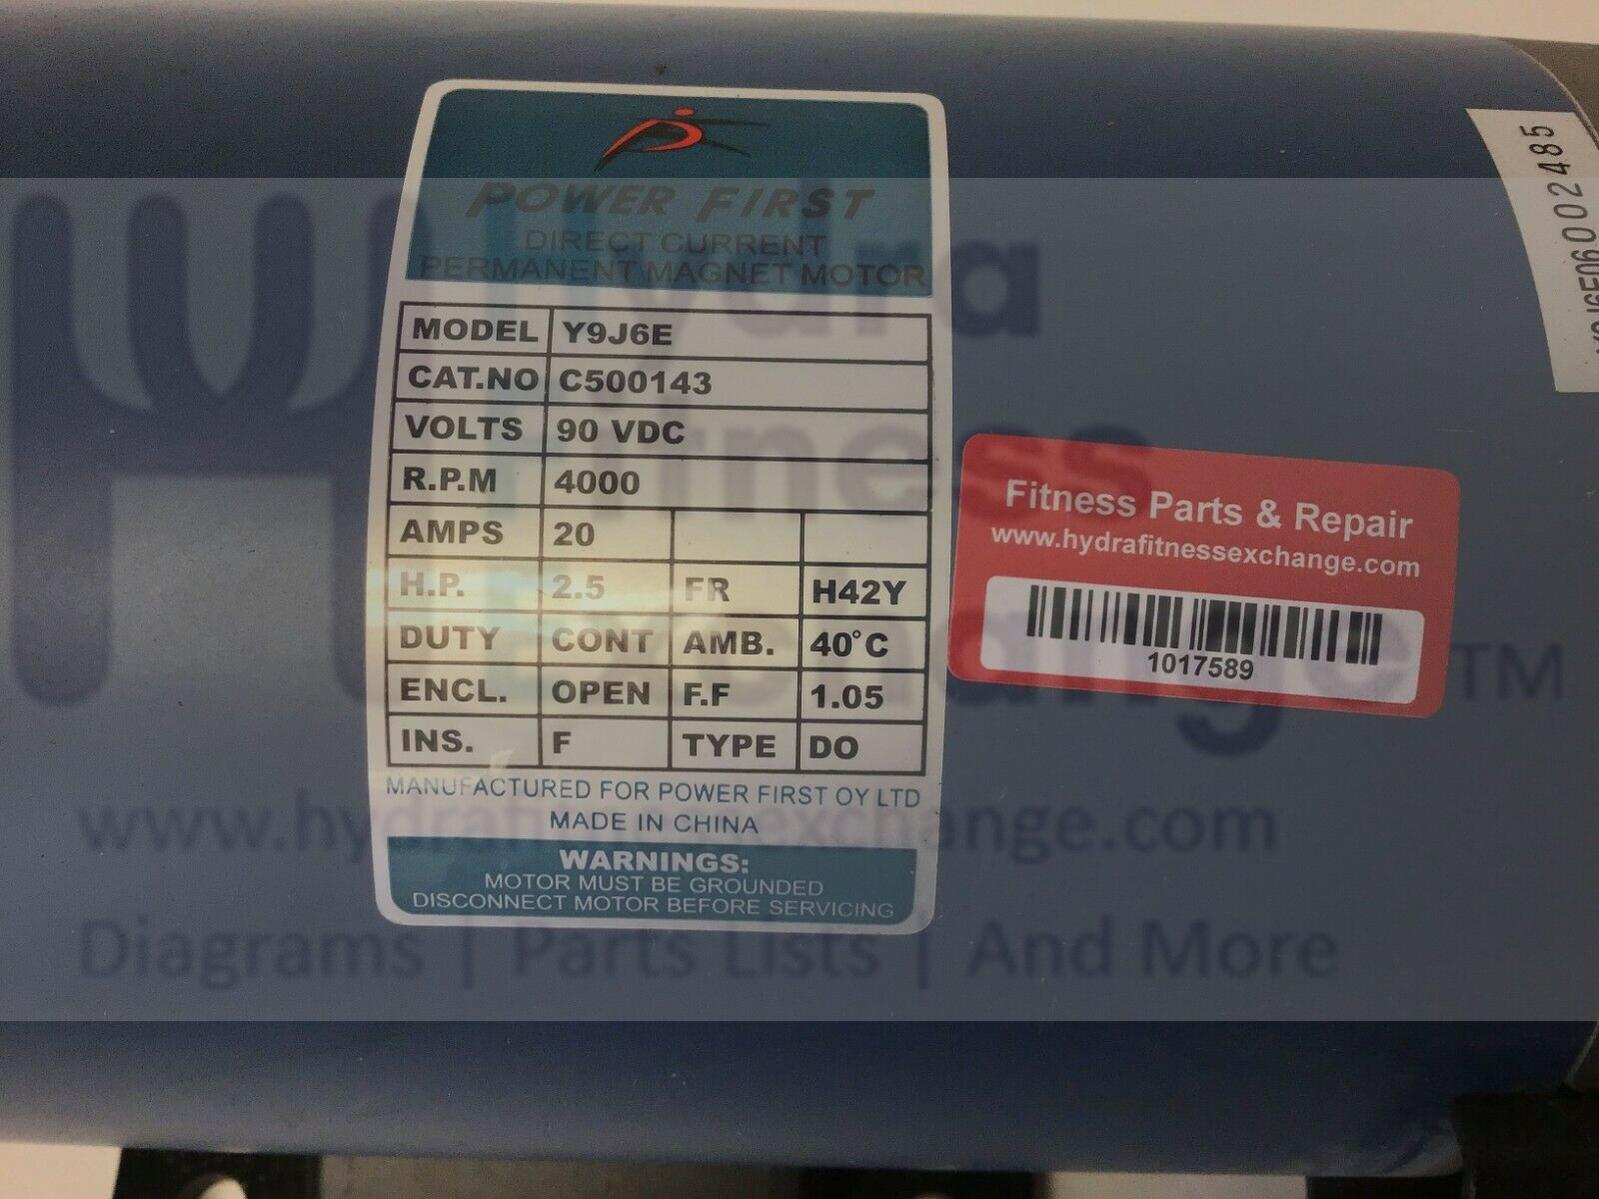 POWER FIRST
DIRECT CURRENT
PERMANENT MAGNET MOTOR
MODEL Y9J6E
CAT.NO C500143
VOLTS 90 VDC
R.P.M 4000
AMPS 20
H.P. 2.5 FR H42Y
DUTY CONT AMB. 40°C
ENCL. OPEN F.F 1.05
INS. F TYPE DO
MANUFACTURED FOR POWER FIRST OY LTD
MADE IN CHINA
WARNINGS:
MOTOR MUST BE GROUNDED
DISCONNECT MOTOR BEFORE SERVICING
Fitness Parts & Repair
www.hydrafitnessexchange.com
1017589
Hydra
Fitness
Exchange™
www.hydrafitnessexchange.com
Diagrams | Parts Lists | And More